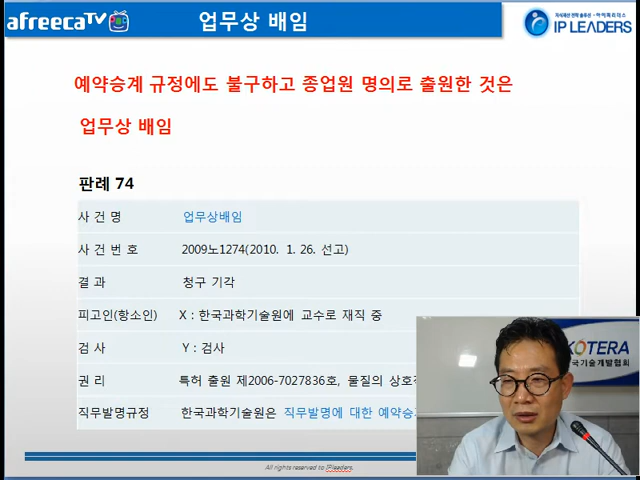 afreecaTV
업무상 배임
지식재산 전략 솔루션 - 아이피리더스
IP LEADERS
예약승계 규정에도 불구하고 종업원 명의로 출원한 것은
업무상 배임
판례 74
사 건 명 업무상배임
사 건 번 호 2009노1274(2010. 1. 26. 선고)
결 과 청구 기각
피고인(항소인) X : 한국과학기술원에 교수로 재직 중
검 사 Y : 검사
권 리 특허 출원 제2006-7027836호, 물질의 상호
직무발명규정 한국과학기술원은 직무발명에 대한 예약승
KOTERA
국기술개발협회
All rights reserved to IPleeders.